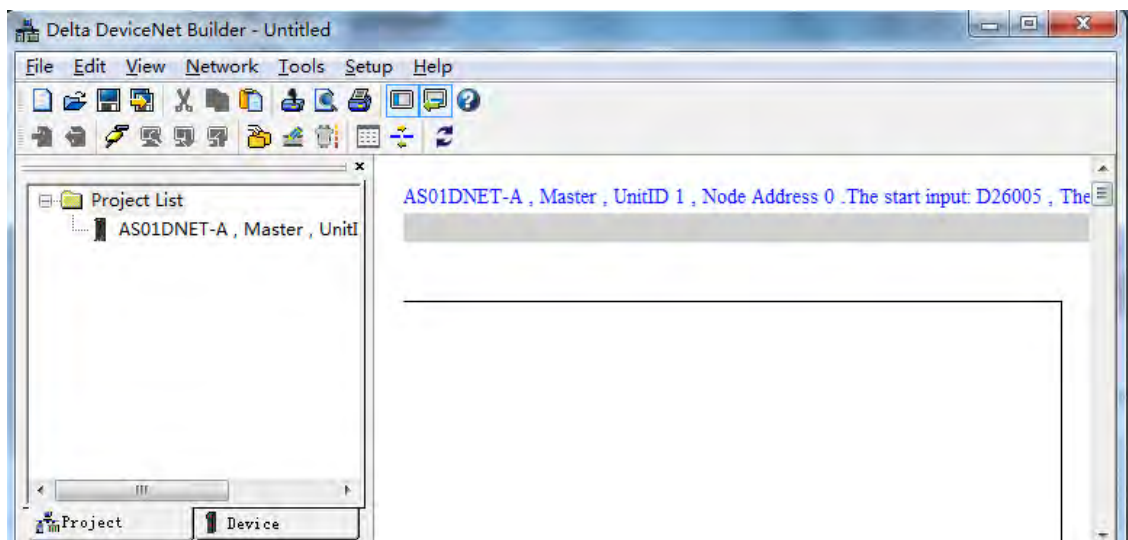 Delta DeviceNet Builder - Untitled
File Edit View Network Tools Setup Help
Project List
AS01DNET-A , Master , UnitI
AS01DNET-A , Master , UnitID 1 , Node Address 0 .The start input: D26005 , The
Project Device